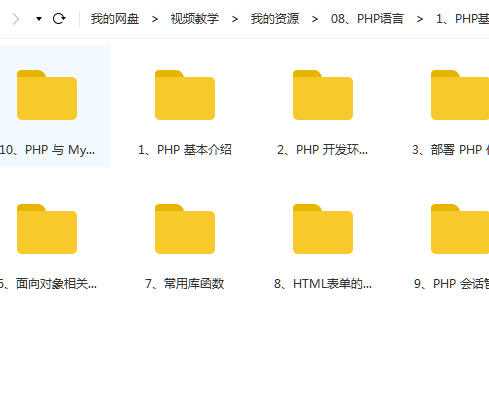 我的网盘 > 视频教学 > 我的资源 > 08、PHP语言 > 1、PHP基
10、PHP 与 My... 1、PHP 基本介绍 2、PHP 开发环... 3、部署 PHP
、面向对象相关... 7、常用库函数 8、HTML表单的... 9、PHP 会话